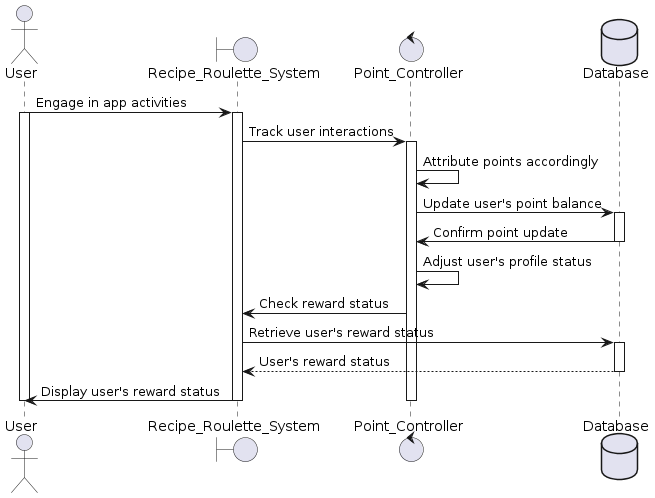 User
Recipe_Roulette_System
Point_Controller
Database
Engage in app activities
Track user interactions
Attribute points accordingly
Update user's point balance
Confirm point update
Adjust user's profile status
Check reward status
Retrieve user's reward status
User's reward status
Display user's reward status
User
Recipe_Roulette_System
Point_Controller
Database